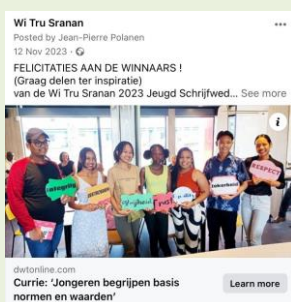 Wi Tru Sranan
Posted by Jean-Pierre Polanen
12 Nov 2023 ·
FELICITATIES AAN DE WINNAARS !
(Graag delen ter inspiratie)
van de Wi Tru Sranan 2023 Jeugd Schrijfwed... See more
integrity
Trust
RESPECT
dwtonline.com
Currie: 'Jongeren begrijpen basis
normen en waarden'
Learn more